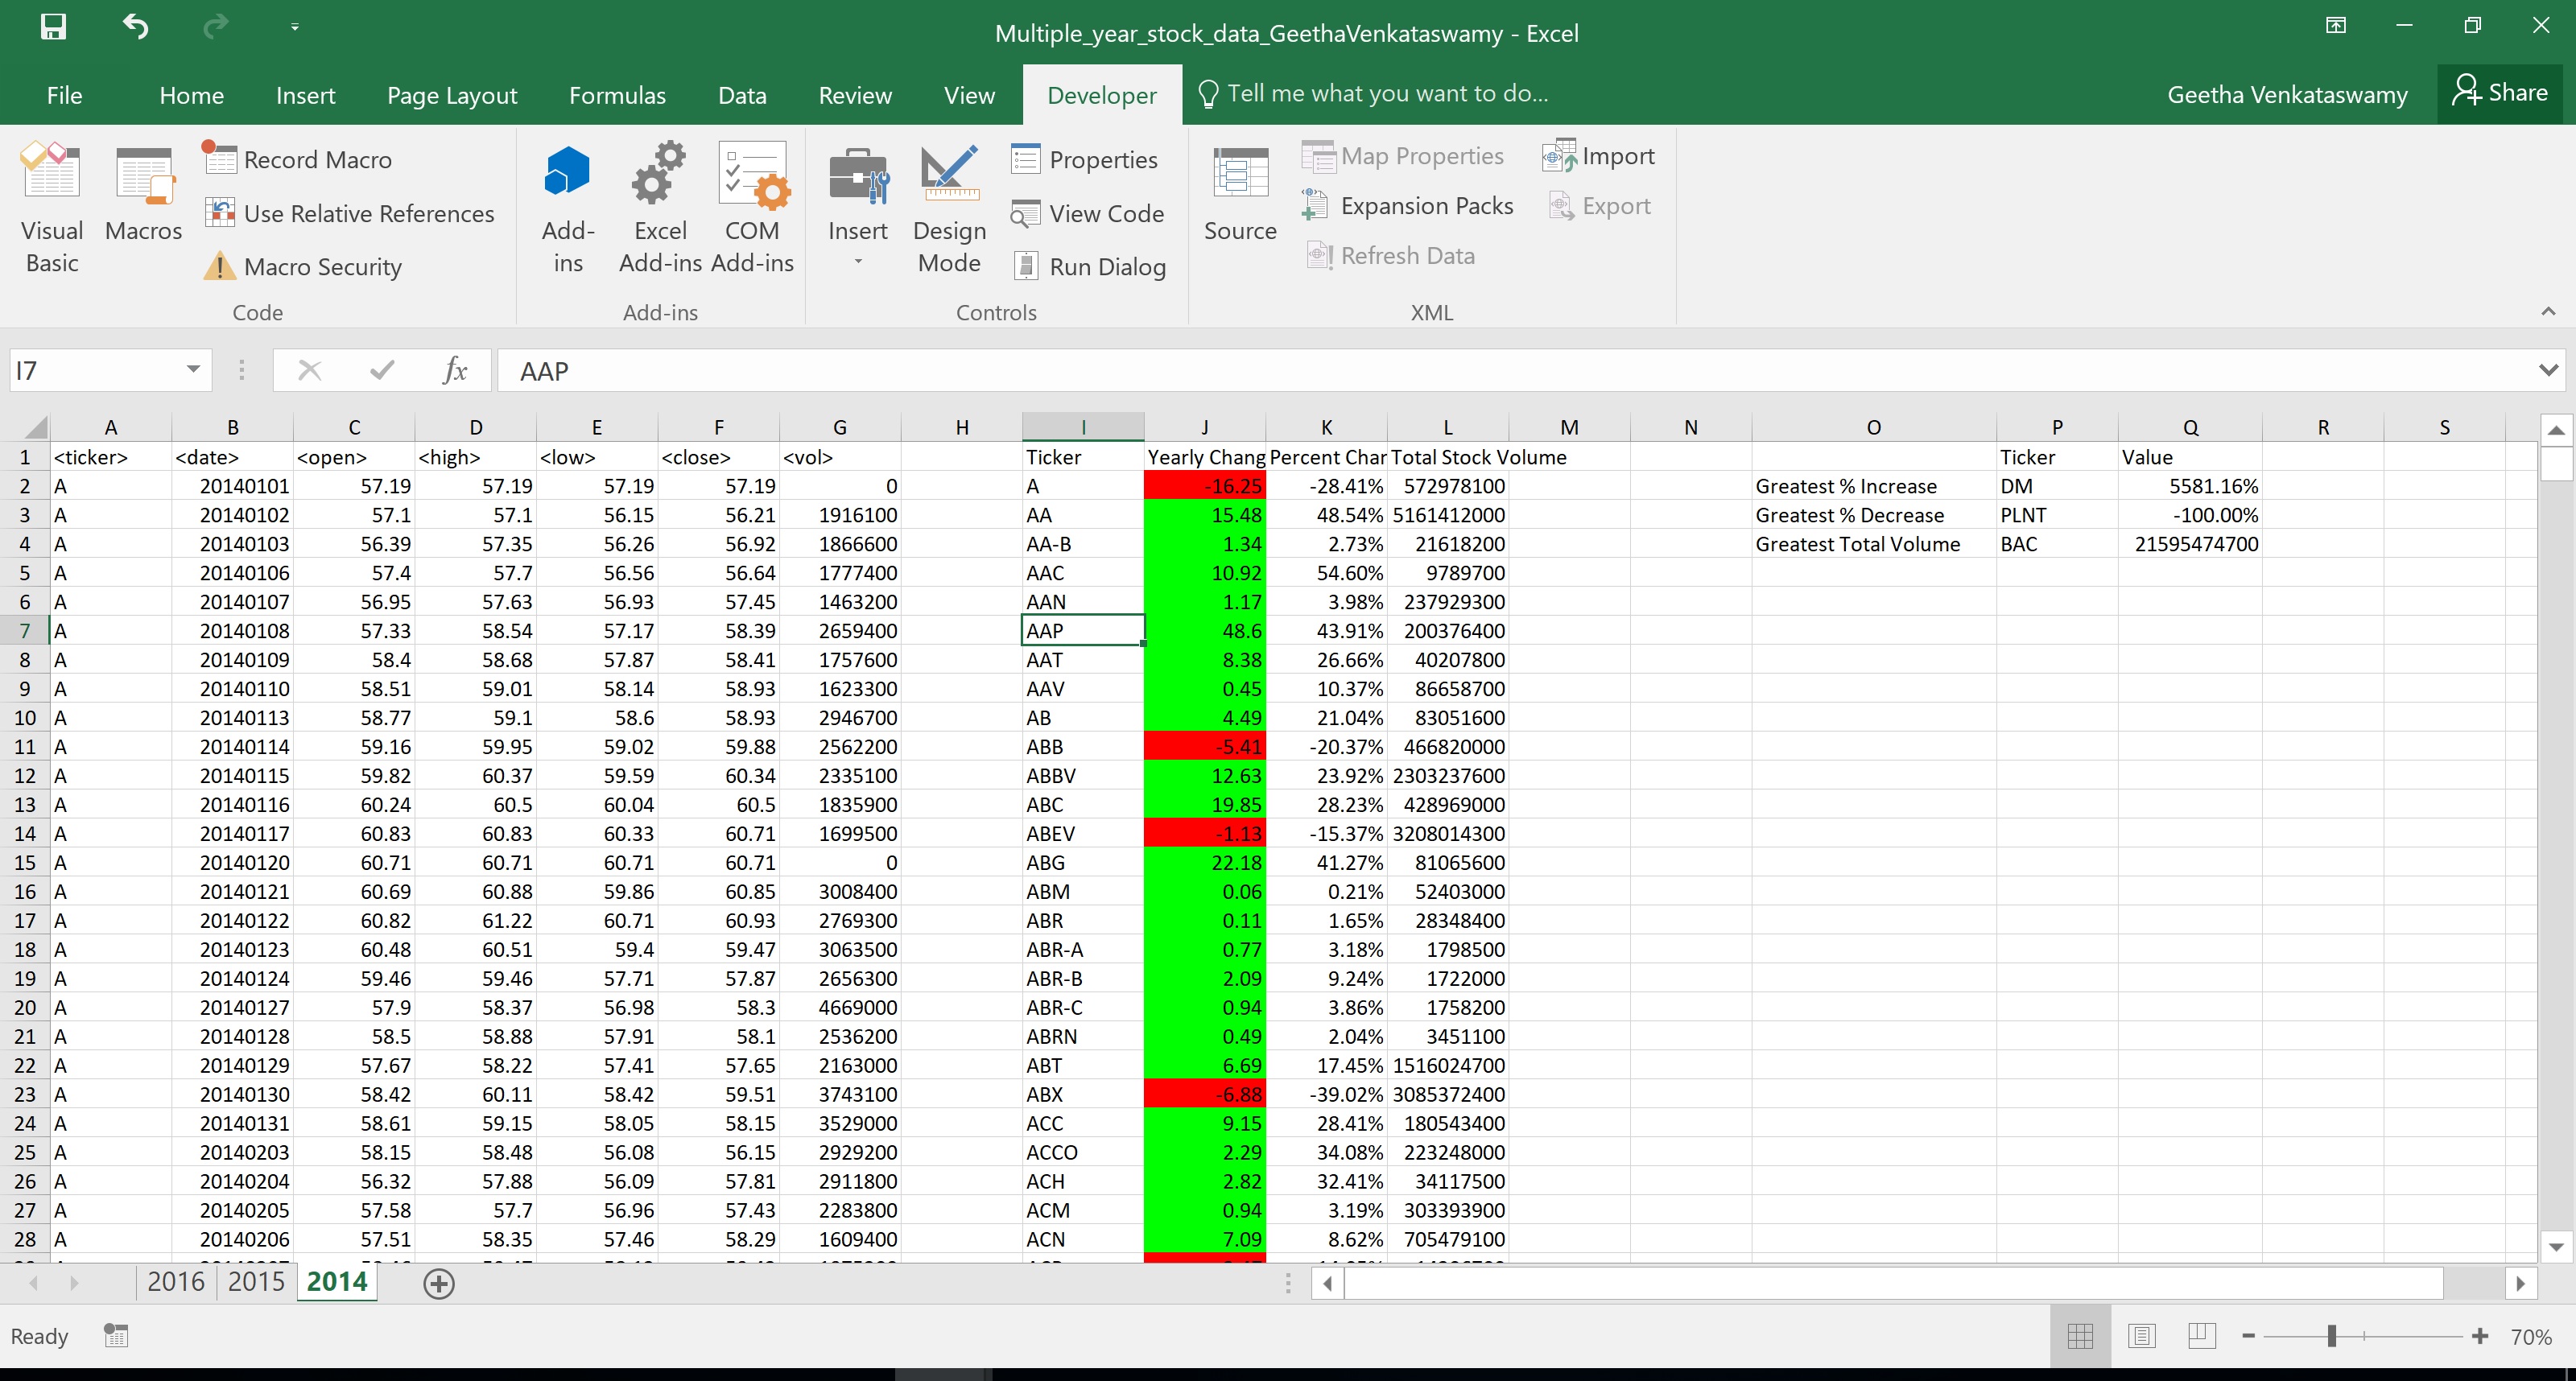 Multiple_year_stock_data_GeethaVenkataswamy - Excel
File Home Insert Page Layout Formulas Data Review View Developer Tell me what you want to do... Geetha Venkataswamy Share
Visual Basic
Macros
Record Macro
Use Relative References
Macro Security
Code
Add-ins
Excel Add-ins
COM Add-ins
Add-ins
Insert
Design Mode
Properties
View Code
Run Dialog
Controls
Source
Map Properties
Expansion Packs
Refresh Data
Import
Export
XML
I7 fx AAP
A B C D E F G H I J K L M N O P Q R S
1 <ticker> <date> <open> <high> <low> <close> <vol> Ticker Yearly Chang Percent Char Total Stock Volume Ticker Value
2 A 20140101 57.19 57.19 57.19 57.19 0 A -16.25 -28.41% 572978100 Greatest % Increase DM 5581.16%
3 A 20140102 57.1 57.1 56.15 56.21 1916100 AA 15.48 48.54% 5161412000 Greatest % Decrease PLNT -100.00%
4 A 20140103 56.39 57.35 56.26 56.92 1866600 AA-B 1.34 2.73% 21618200 Greatest Total Volume BAC 21595474700
5 A 20140106 57.4 57.7 56.56 56.64 1777400 AAC 10.92 54.60% 9789700
6 A 20140107 56.95 57.63 56.93 57.45 1463200 AAN 1.17 3.98% 237929300
7 A 20140108 57.33 58.54 57.17 58.39 2659400 AAP 48.6 43.91% 200376400
8 A 20140109 58.4 58.68 57.87 58.41 1757600 AAT 8.38 26.66% 40207800
9 A 20140110 58.51 59.01 58.14 58.93 1623300 AAV 0.45 10.37% 86658700
10 A 20140113 58.77 59.1 58.6 58.93 2946700 AB 4.49 21.04% 83051600
11 A 20140114 59.16 59.95 59.02 59.88 2562200 ABB -5.41 -20.37% 466820000
12 A 20140115 59.82 60.37 59.59 60.34 2335100 ABBV 12.63 23.92% 2303237600
13 A 20140116 60.24 60.5 60.04 60.5 1835900 ABC 19.85 28.23% 428969000
14 A 20140117 60.83 60.83 60.33 60.71 1699500 ABEV -1.13 -15.37% 3208014300
15 A 20140120 60.71 60.71 60.71 60.71 0 ABG 22.18 41.27% 81065600
16 A 20140121 60.69 60.88 59.86 60.85 3008400 ABM 0.06 0.21% 52403000
17 A 20140122 60.82 61.22 60.71 60.93 2769300 ABR 0.11 1.65% 28348400
18 A 20140123 60.48 60.51 59.4 59.47 3063500 ABR-A 0.77 3.18% 1798500
19 A 20140124 59.46 59.46 57.71 57.87 2656300 ABR-B 2.09 9.24% 1722000
20 A 20140127 57.9 58.37 56.98 58.3 4669000 ABR-C 0.94 3.86% 1758200
21 A 20140128 58.5 58.88 57.91 58.1 2536200 ABRN 0.49 2.04% 3451100
22 A 20140129 57.67 58.22 57.41 57.65 2163000 ABT 6.69 17.45% 1516024700
23 A 20140130 58.42 60.11 58.42 59.51 3743100 ABX -6.88 -39.02% 3085372400
24 A 20140131 58.61 59.15 58.05 58.15 3529000 ACC 9.15 28.41% 180543400
25 A 20140203 58.15 58.48 56.08 56.15 2929200 ACCO 2.29 34.08% 223248000
26 A 20140204 56.32 57.88 56.09 57.81 2911800 ACH 2.82 32.41% 34117500
27 A 20140205 57.58 57.7 56.96 57.43 2283800 ACM 0.94 3.19% 303393900
28 A 20140206 57.51 58.35 57.46 58.29 1609400 ACN 7.09 8.62% 705479100
2016 2015 2014
Ready 70%